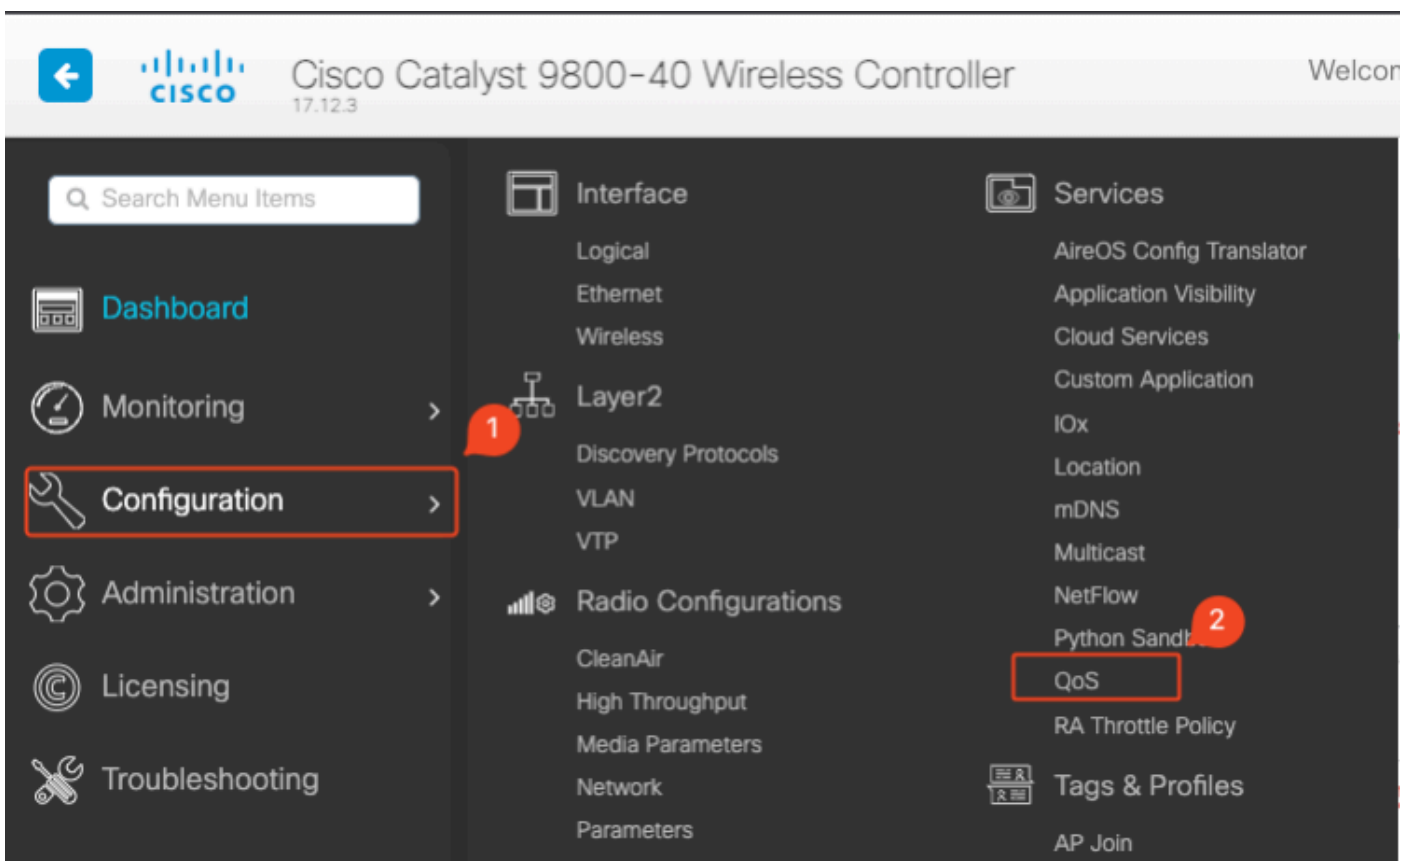 CISCO
Cisco Catalyst 9800-40 Wireless Controller
17.12.3
Search Menu Items
Dashboard
Monitoring
Configuration
Administration
Licensing
Troubleshooting
1
Interface
Logical
Ethernet
Wireless
Layer2
Discovery Protocols
VLAN
VTP
Radio Configurations
CleanAir
High Throughput
Media Parameters
Network
Parameters
Services
AireOS Config Translator
Application Visibility
Cloud Services
Custom Application
IOx
Location
mDNS
Multicast
NetFlow
Python
2
QoS
RA Throttle Policy
Tags & Profiles
AP Join